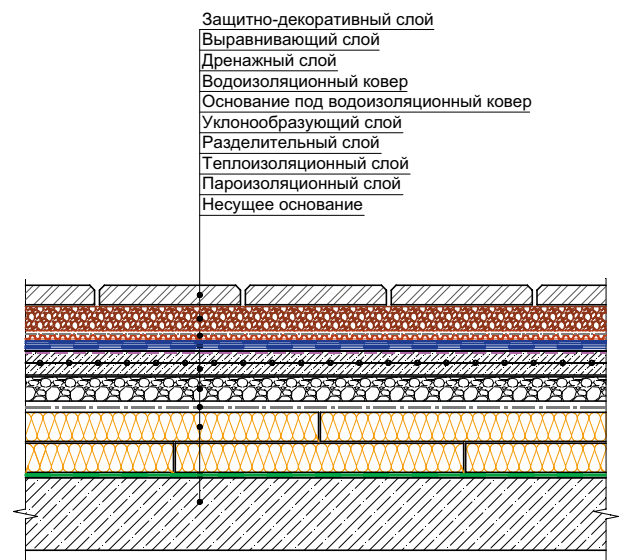 Защитно-декоративный слой
Выравнивающий слой
Дренажный слой
Водоизоляционный ковер
Основание под водоизоляционный ковер
Уклонообразующий слой
Разделительный слой
Теплоизоляционный слой
Пароизоляционный слой
Несущее основание